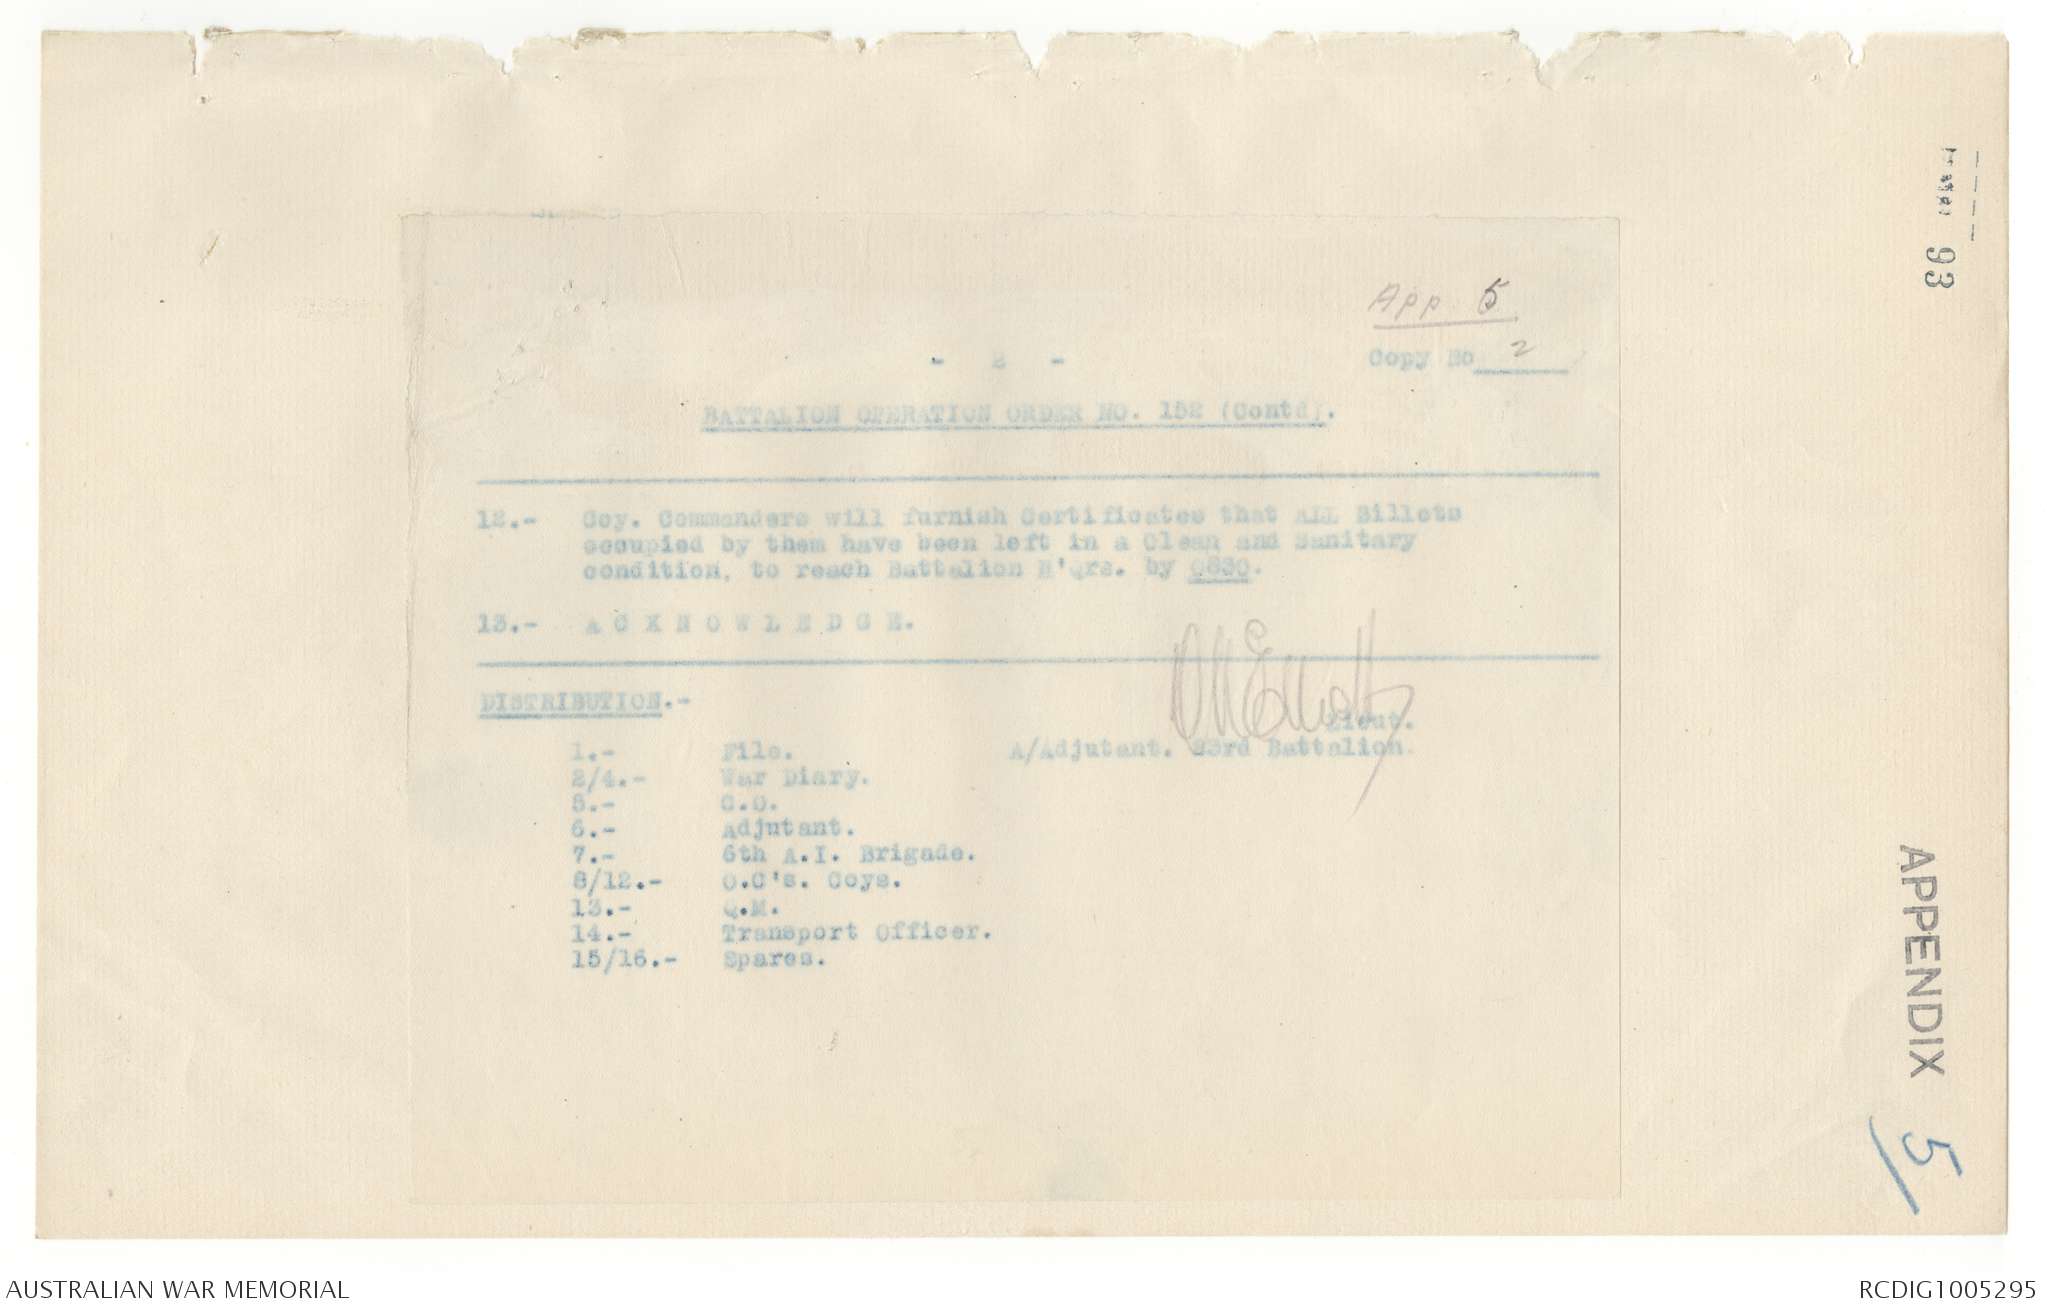 App 5
- 2 -
Copy No 2
BATTALION OPERATION ORDER NO. 152 (Contd).
12.- Coy. Commanders will furnish Certificates that ALL Billets
occupied by them have been left in a Clean and Sanitary
condition, to reach Battalion H'Qrs. by 0830.
13.- A C K N O W L E D G E.
DISTRIBUTION.-
Lieut.
1.- File. A/Adjutant. 23rd Battalion.
2/4.- War Diary.
5.- C.O.
6.- Adjutant.
7.- 6th A.I. Brigade.
8/12.- O.C's. Coys.
13.- Q.M.
14.- Transport Officer.
15/16.- Spares.
93
APPENDIX 5
AUSTRALIAN WAR MEMORIAL
RCDIG1005295